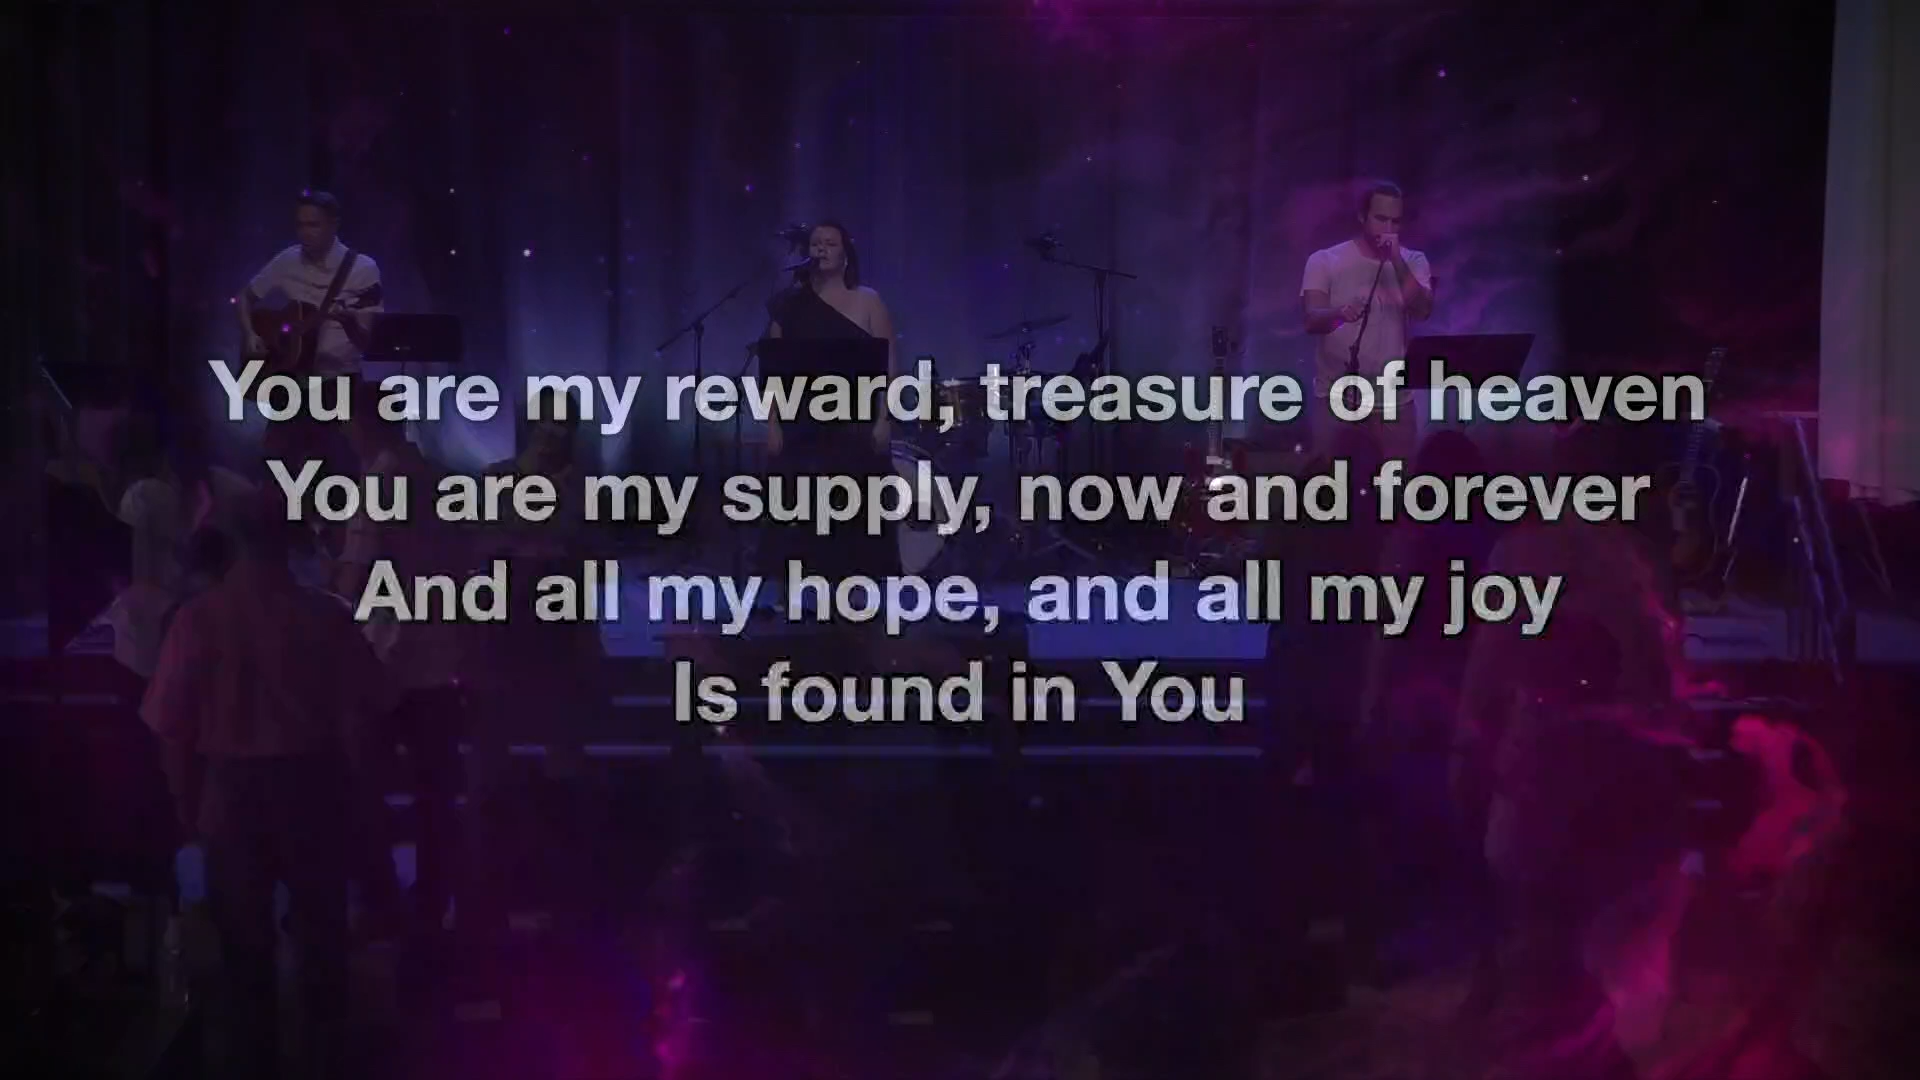 You are my reward, treasure of heaven
You are my supply, now and forever
And all my hope, and all my joy
Is found in You